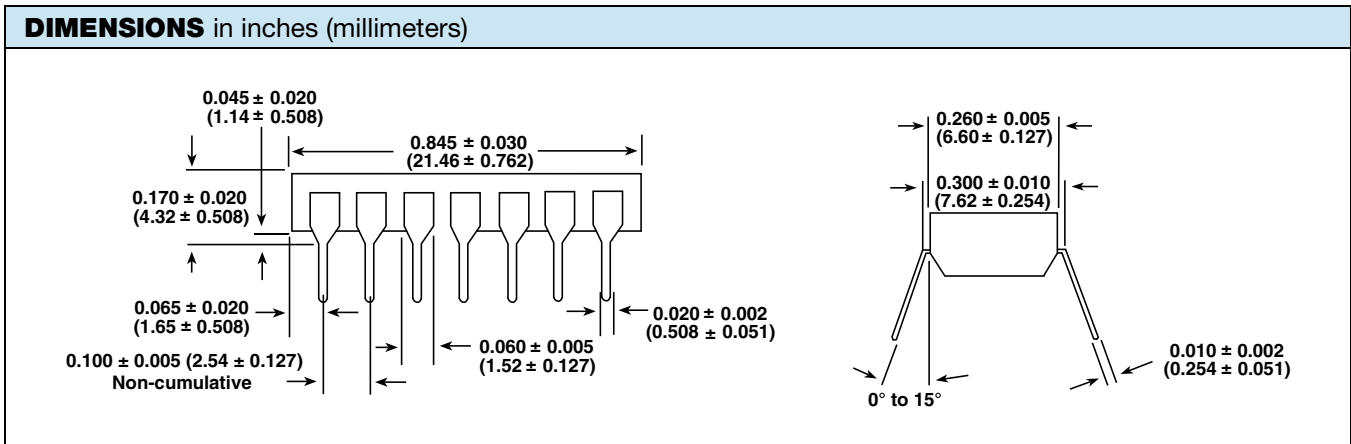 DIMENSIONS in inches (millimeters)
0.045 ± 0.020
(1.14 ± 0.508)
0.845 ± 0.030
(21.46 ± 0.762)
0.170 ± 0.020
(4.32 ± 0.508)
0.065 ± 0.020
(1.65 ± 0.508)
0.020 ± 0.002
(0.508 ± 0.051)
0.100 ± 0.005 (2.54 ± 0.127)
Non-cumulative
0.060 ± 0.005
(1.52 ± 0.127)
0.260 ± 0.005
(6.60 ± 0.127)
0.300 ± 0.010
(7.62 ± 0.254)
0.010 ± 0.002
(0.254 ± 0.051)
0° to 15°